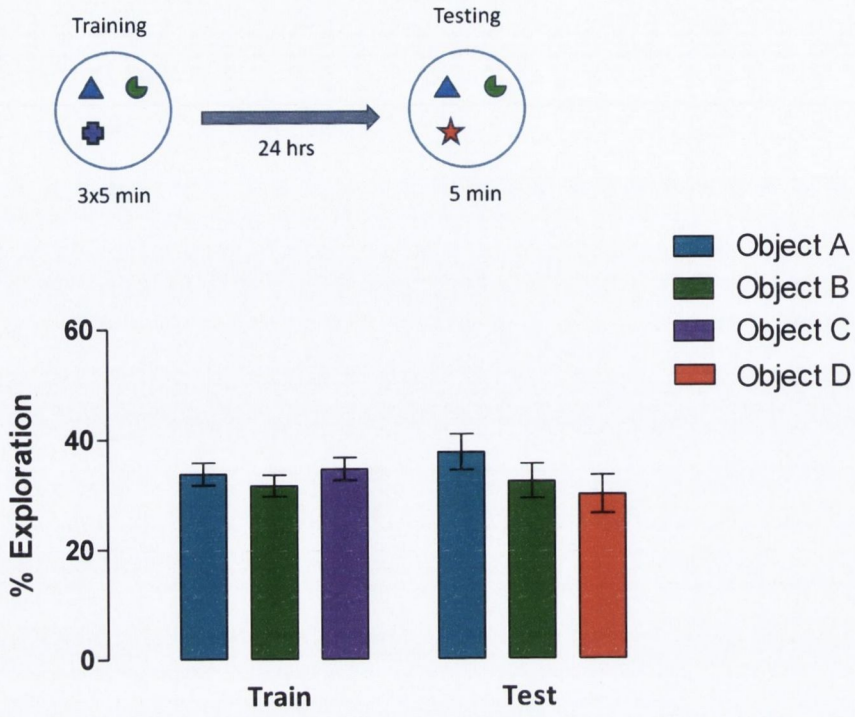 Training
Testing
24 hrs
3x5 min
5 min
Object A
Object B
Object C
Object D
60
40
20
0
% Exploration
Train
Test